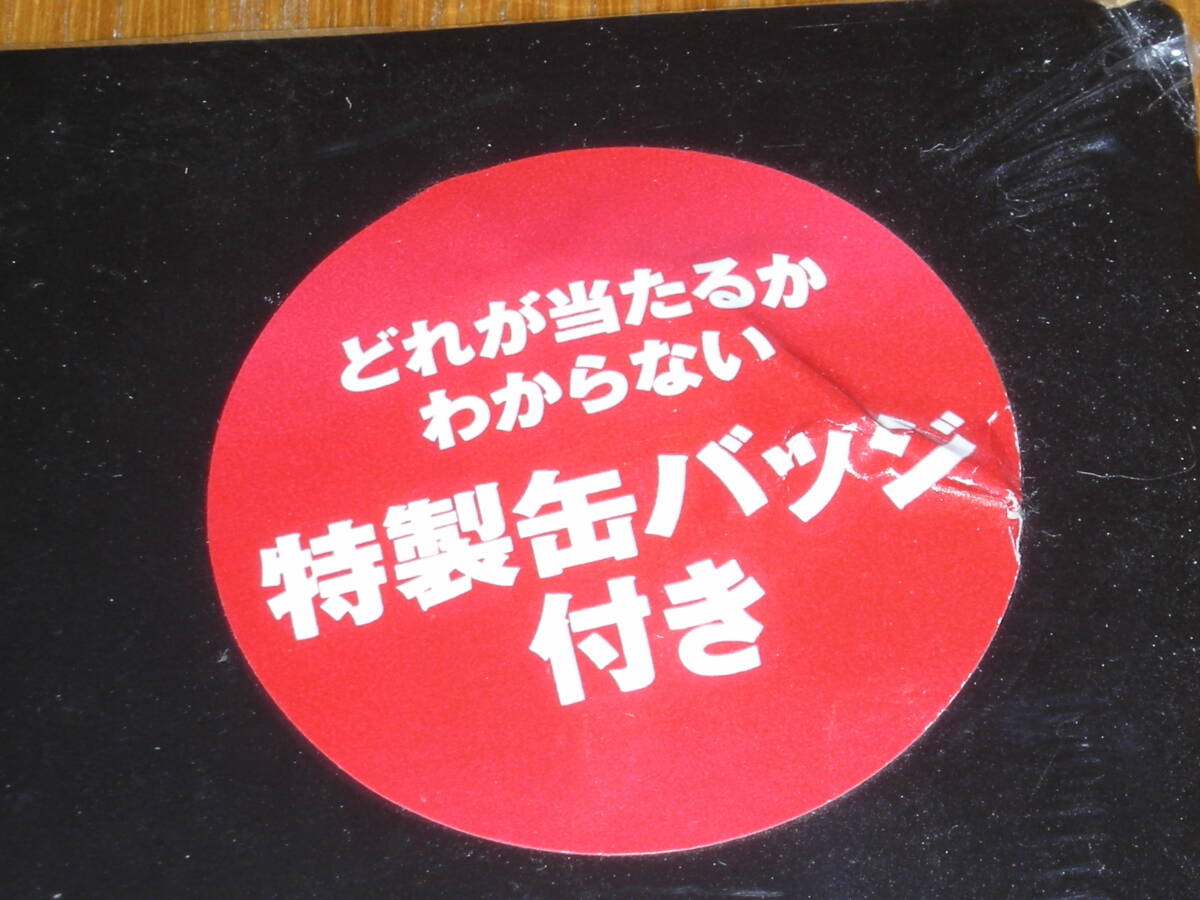 どれが当たるか
わからない
特製缶バッジ
付き